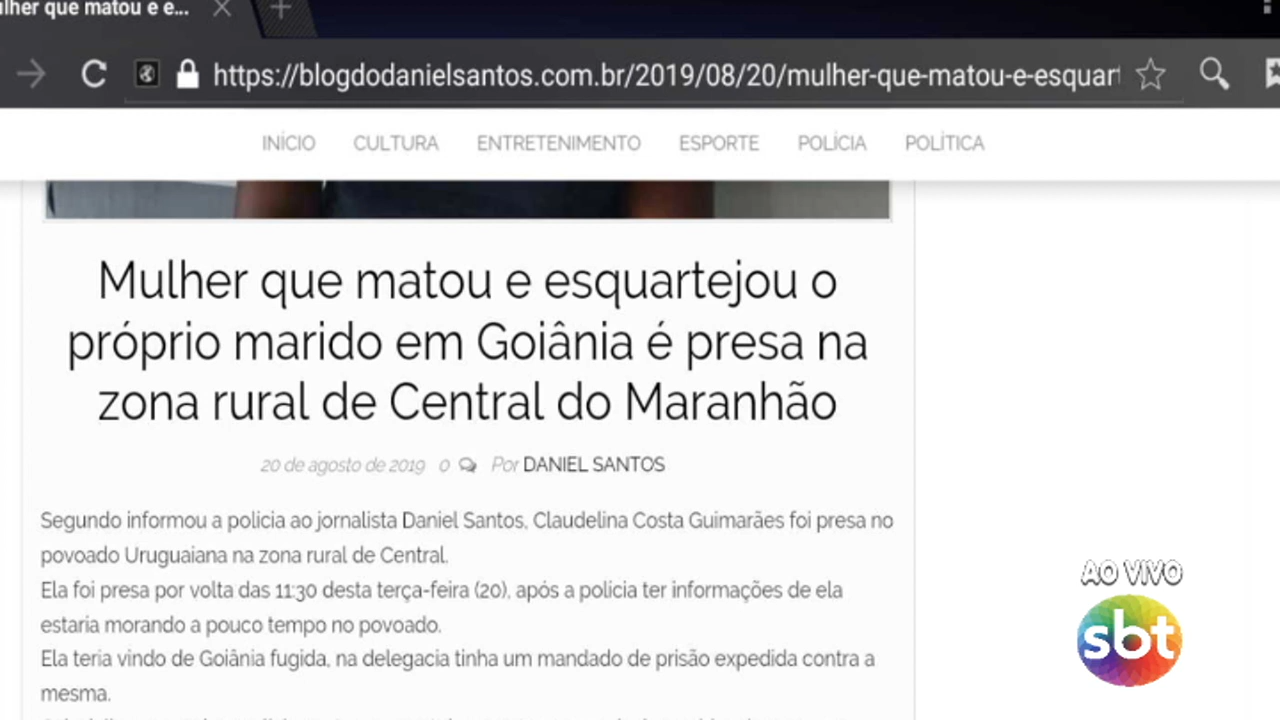 lher que matou e e...
https://blogdodanielsantos.com.br/2019/08/20/mulher-que-matou-e-esquar
INÍCIO CULTURA ENTRETENIMENTO ESPORTE POLÍCIA POLÍTICA
Mulher que matou e esquartejou o
próprio marido em Goiânia é presa na
zona rural de Central do Maranhão
20 de agosto de 2019 0 Por DANIEL SANTOS
Segundo informou a policia ao jornalista Daniel Santos, Claudelina Costa Guimarães foi presa no
povoado Uruguaiana na zona rural de Central.
Ela foi presa por volta das 11:30 desta terça-feira (20), após a policia ter informações de ela
estaria morando a pouco tempo no povoado.
Ela teria vindo de Goiânia fugida, na delegacia tinha um mandado de prisão expedida contra a
mesma.
AO VIVO
sbt